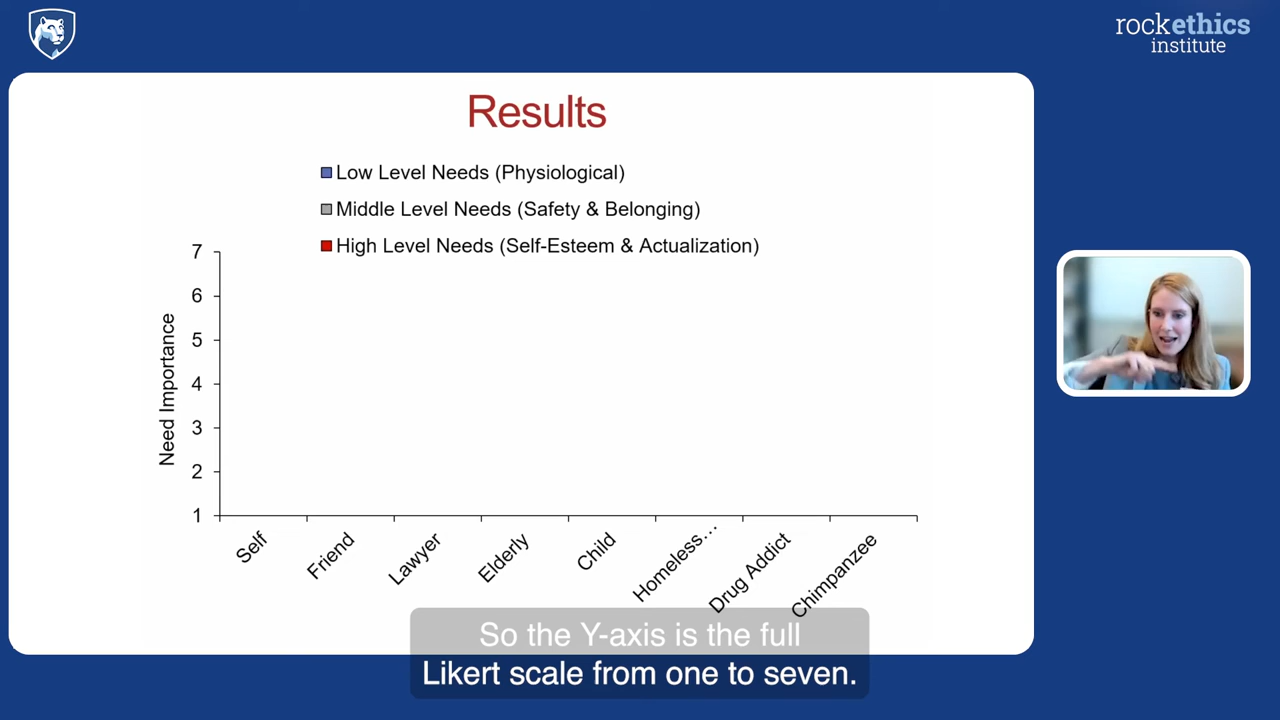 rockethics
institute
Results
Low Level Needs (Physiological)
Middle Level Needs (Safety & Belonging)
High Level Needs (Self-Esteem & Actualization)
Need Importance
7
6
5
4
3
2
1
Self
Friend
Lawyer
Elderly
Child
Homeless...
Drug Addict
Chimpanzee
So the Y-axis is the full
Likert scale from one to seven.